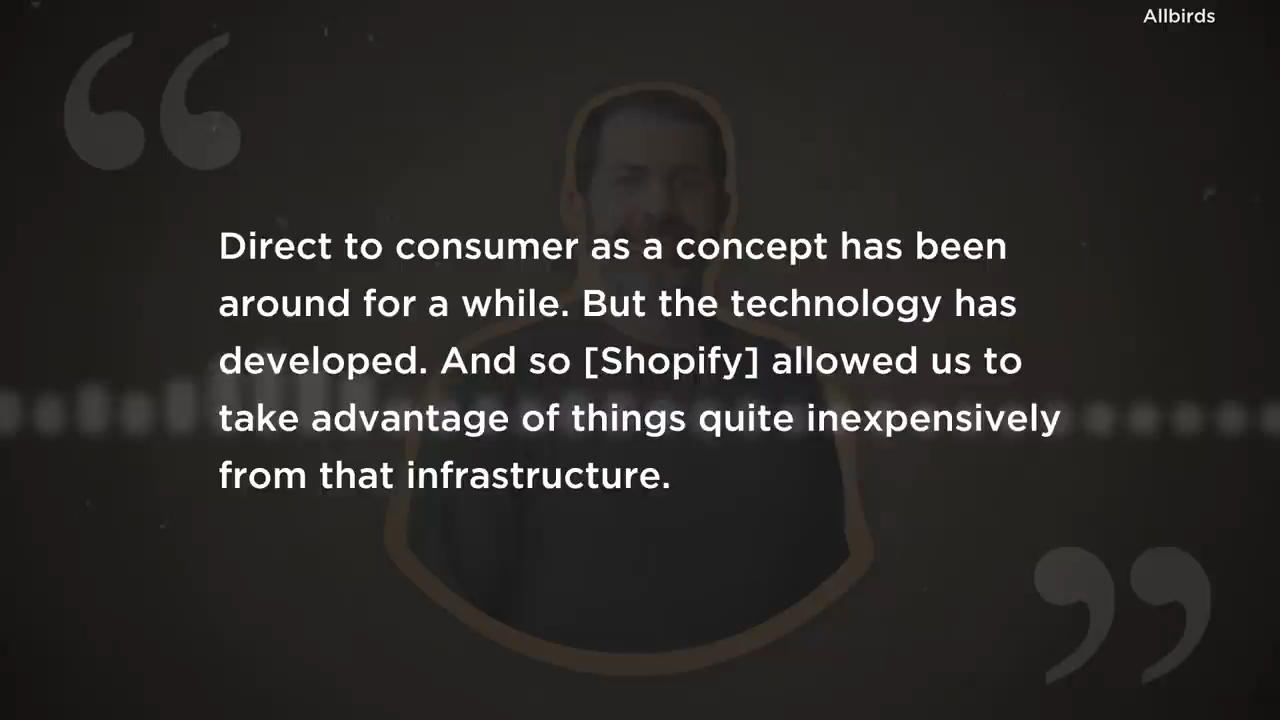 Allbirds
Direct to consumer as a concept has been
around for a while. But the technology has
developed. And so [Shopify] allowed us to
take advantage of things quite inexpensively
from that infrastructure.